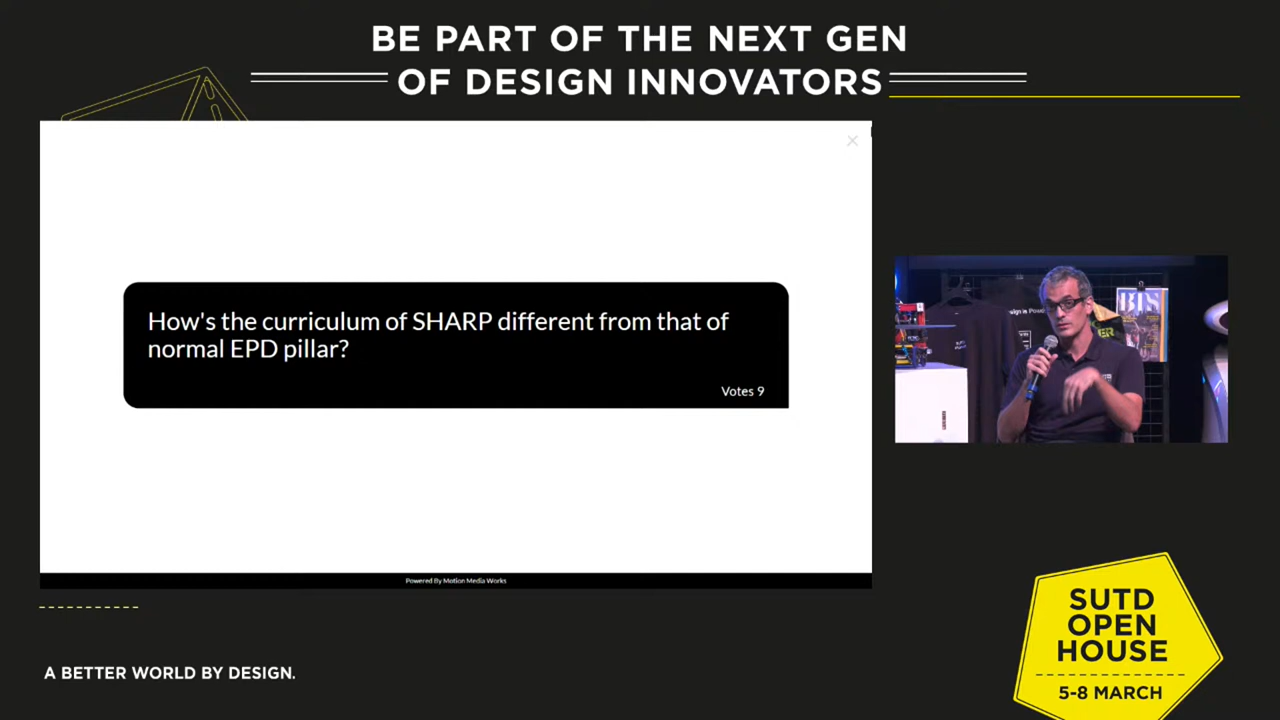 BE PART OF THE NEXT GEN
OF DESIGN INNOVATORS
How's the curriculum of SHARP different from that of
normal EPD pillar?
Votes 9
Powered By Motion Media Works
SUTD
OPEN
HOUSE
5-8 MARCH
A BETTER WORLD BY DESIGN.